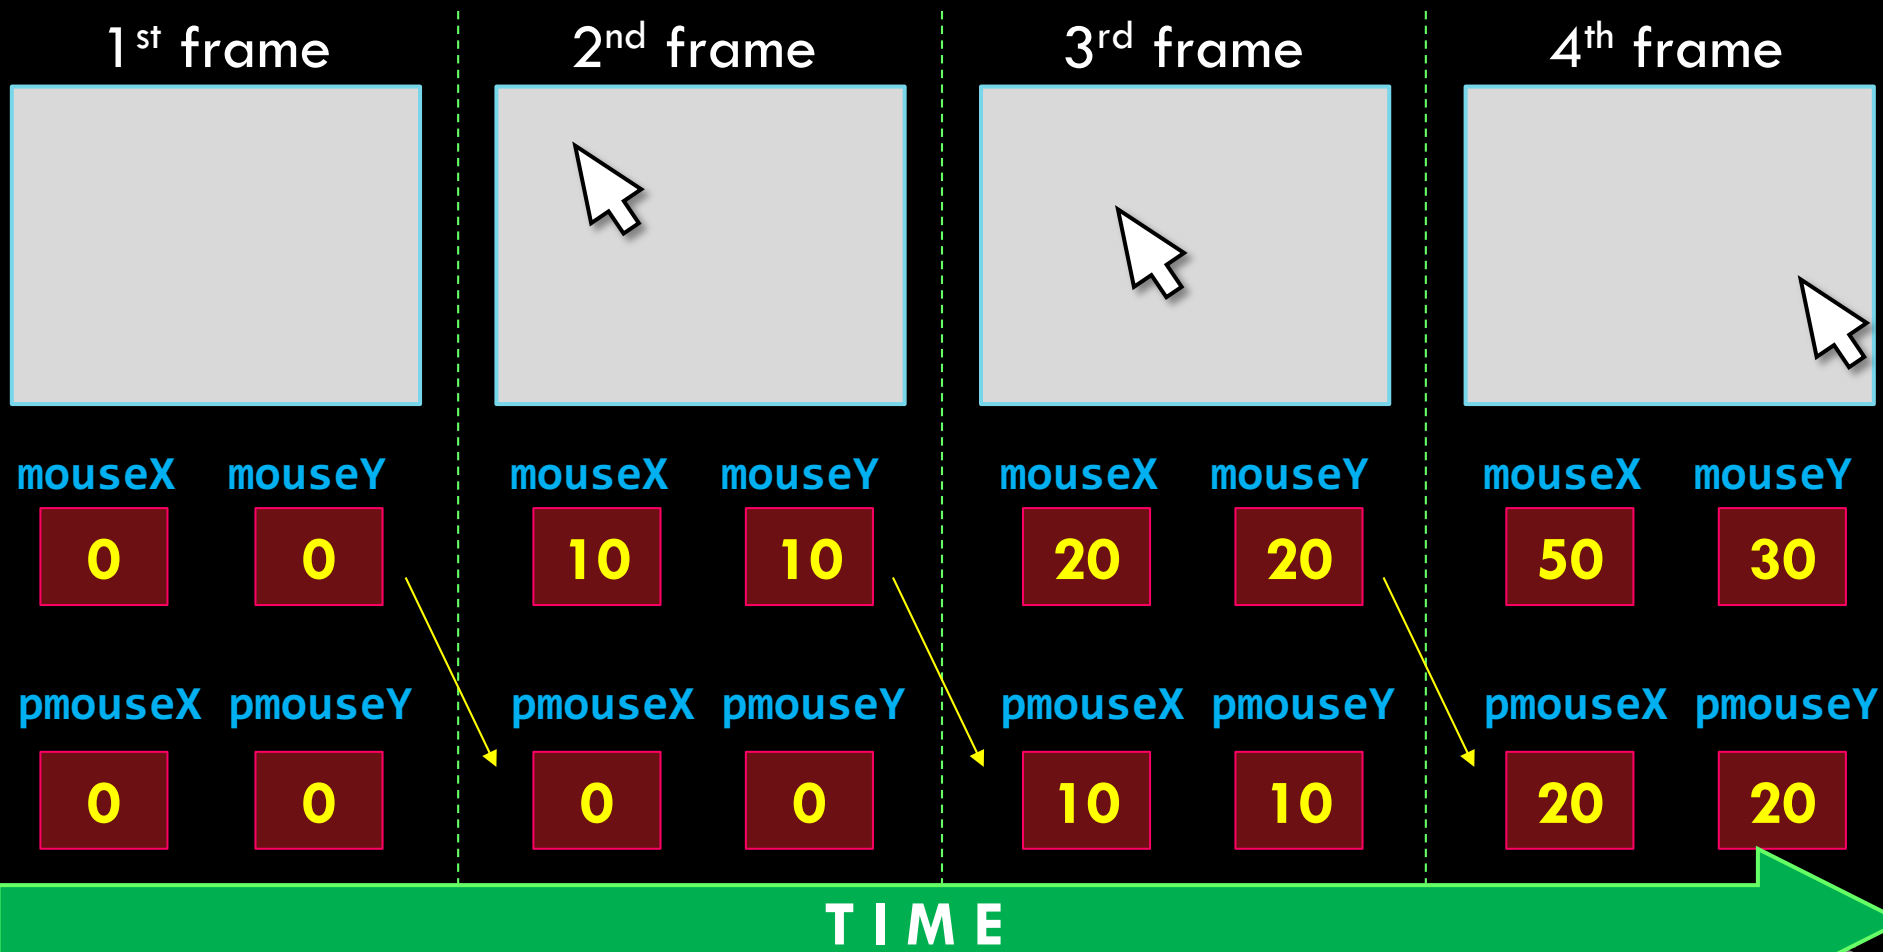 1st frame 2nd frame 3rd frame 4th frame
mouseX mouseY mouseX mouseY mouseX mouseY mouseX mouseY
0 0 10 10 20 20 50 30
pmouseX pmouseY pmouseX pmouseY pmouseX pmouseY pmouseX pmouseY
0 0 0 0 10 10 20 20
TIME